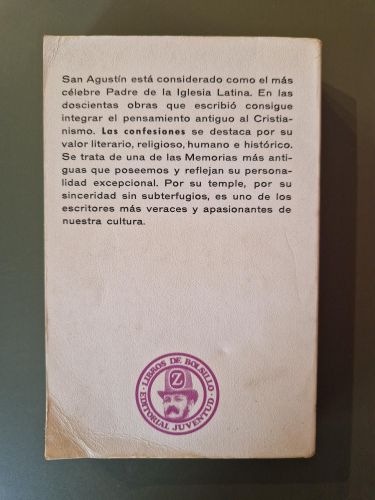 San Agustín está considerado como el más
célebre Padre de la Iglesia Latina. En las
doscientas obras que escribió consigue
integrar el pensamiento antiguo al Cristia-
nismo. Las confesiones se destaca por su
valor literario, religioso, humano e histórico.
Se trata de una de las Memorias más anti-
guas que poseemos y reflejan su persona-
lidad excepcional. Por su temple, por su
sinceridad sin subterfugios, es uno de los
escritores más veraces y apasionantes de
nuestra cultura.
LIBROS DE BOLSILLO
Z
EDITORIAL JUVENTUD